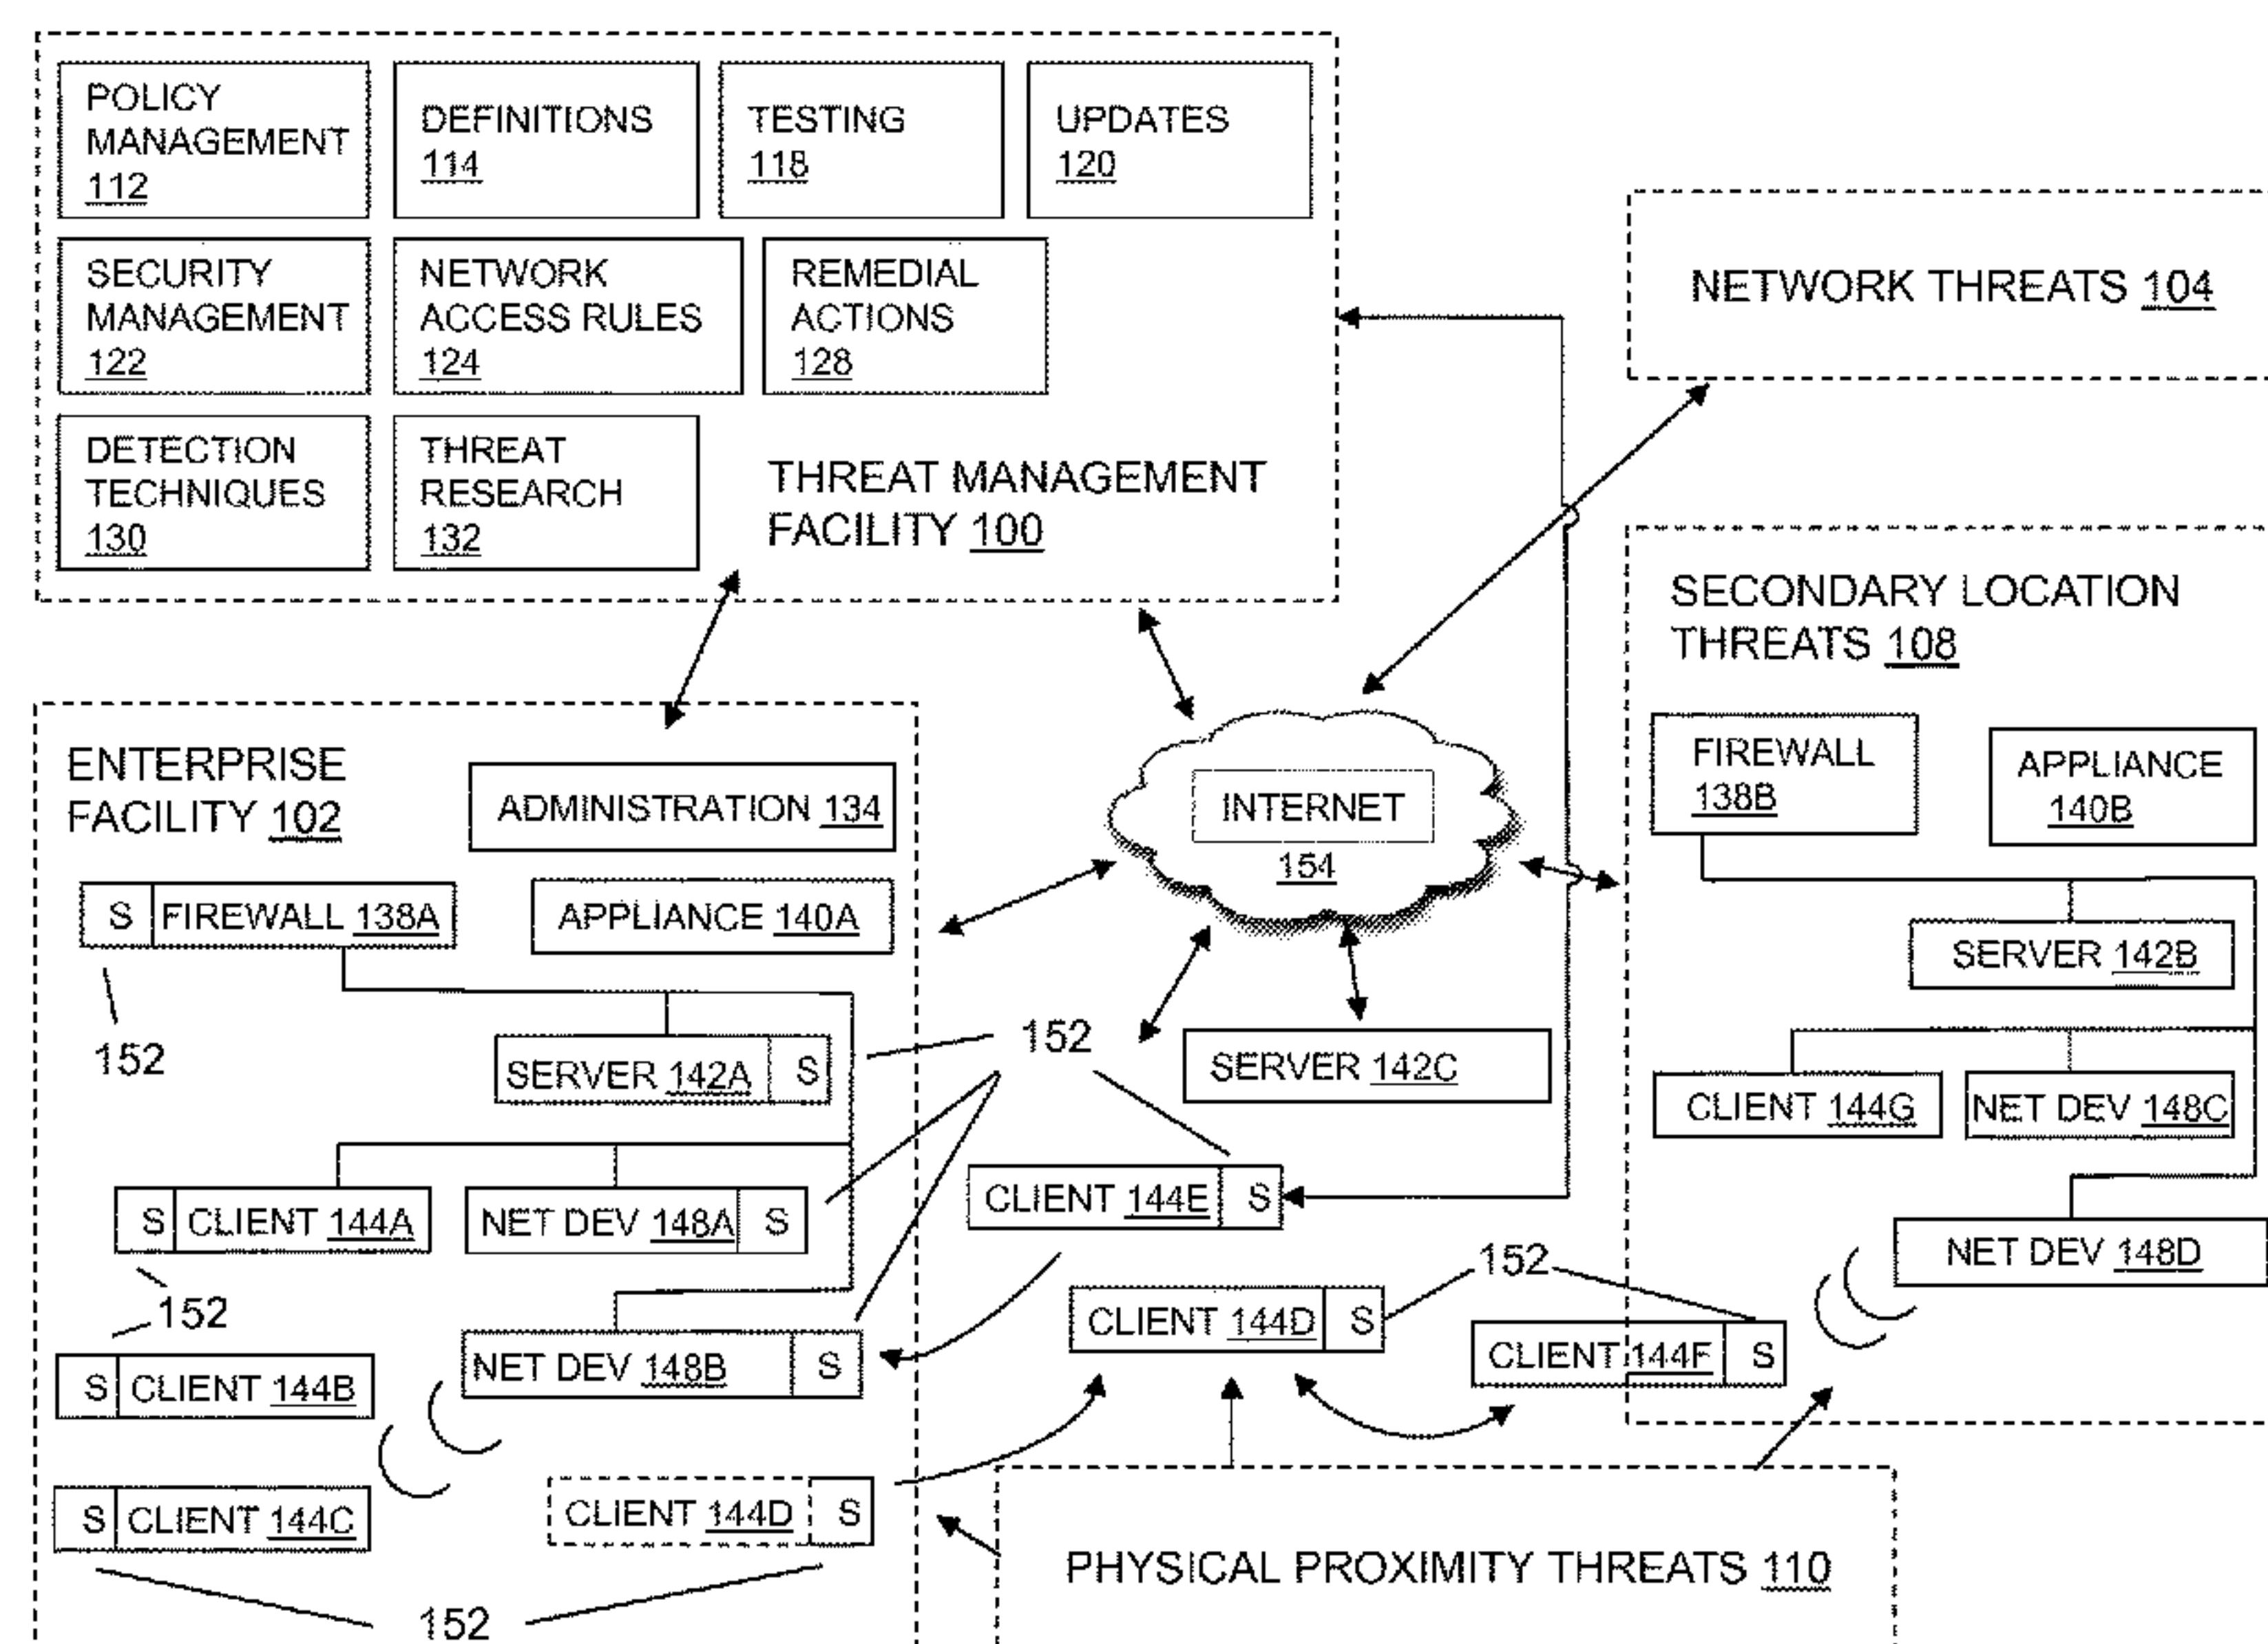 POLICY
MANAGEMENT
112
DEFINITIONS
114
TESTING
118
UPDATES
120
SECURITY
MANAGEMENT
122
NETWORK
ACCESS RULES
124
REMEDIAL
ACTIONS
128
DETECTION
TECHNIQUES
130
THREAT
RESEARCH
132
THREAT MANAGEMENT
FACILITY 100
NETWORK THREATS 104
SECONDARY LOCATION
THREATS 108
FIREWALL
138B
APPLIANCE
140B
SERVER 142B
CLIENT 144G
NET DEV 148C
NET DEV 148D
ENTERPRISE
FACILITY 102
ADMINISTRATION 134
S FIREWALL 138A
APPLIANCE 140A
152
SERVER 142A S
S CLIENT 144A
NET DEV 148A S
152
S CLIENT 144B
NET DEV 148B S
S CLIENT 144C
CLIENT 144D S
152
INTERNET
154
152
SERVER 142C
CLIENT 144E S
CLIENT 144D S
152
CLIENT 144F S
PHYSICAL PROXIMITY THREATS 110